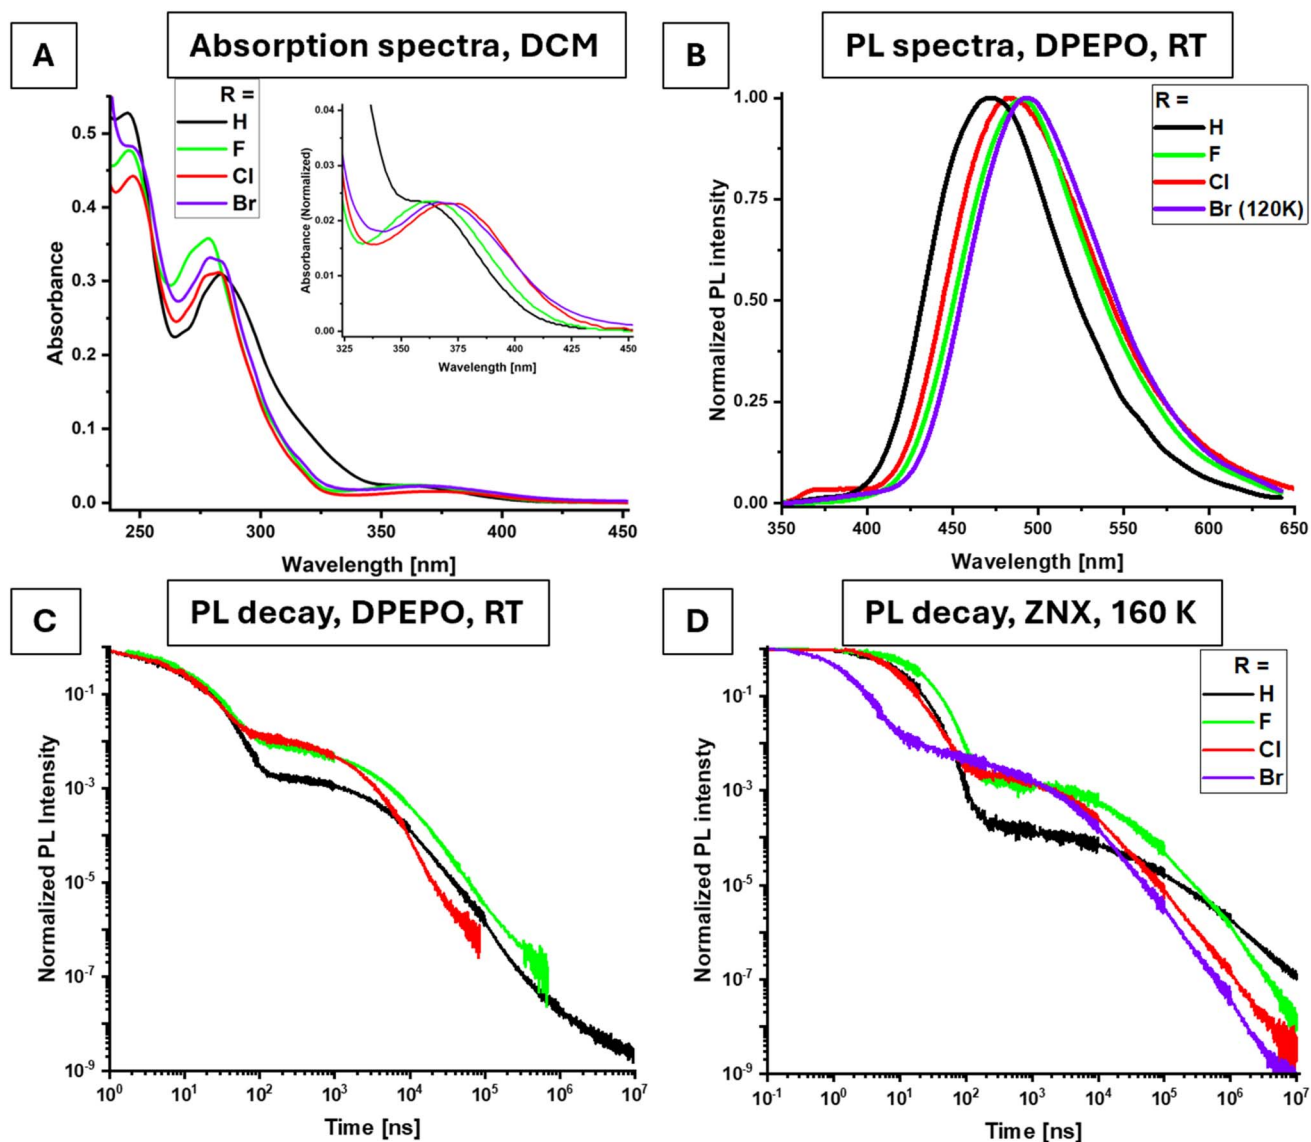 A
Absorption spectra, DCM
R =
H
F
Cl
Br
0.5
0.4
0.3
0.2
0.1
0.0
Absorbance
250
300
350
400
450
Wavelength [nm]
0.04
0.03
0.02
0.01
0.00
Absorbance (Normalized)
325
350
375
400
425
450
Wavelength [nm]
B
PL spectra, DPEPO, RT
R =
H
F
Cl
Br (120K)
1.00
0.75
0.50
0.25
0.00
Normalized PL intensity
350
400
450
500
550
600
650
Wavelength [nm]
C
PL decay, DPEPO, RT
10-1
10-3
10-5
10-7
10-9
Normalized PL Intensity
100
101
102
103
104
105
106
107
Time [ns]
D
PL decay, ZNX, 160 K
R =
H
F
Cl
Br
10-1
10-3
10-5
10-7
10-9
Normalized PL intensty
10-1
100
101
102
103
104
105
106
107
Time [ns]